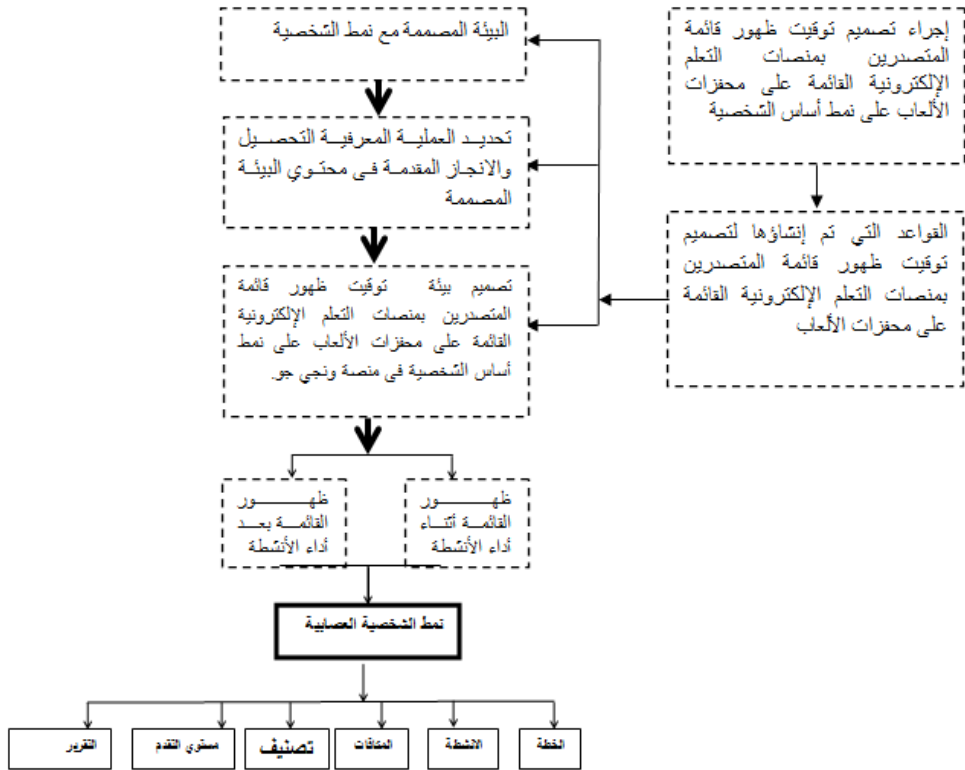 إجراء تصميم توقيت ظهور قائمة
المتصدرين بمنصات التعلم
الإلكترونية القائمة على محفزات
الألعاب على نمط أساس الشخصية
القواعد التي تم إنشاؤها لتصميم
توقيت ظهور قائمة المتصدرين
بمنصات التعلم الإلكترونية القائمة
على محفزات الألعاب
البيئة المصممة مع نمط الشخصية
تحديد العملية المعرفية التحصيل
والانجاز المقدمة فى محتوي البيئة
المصممة
تصميم بيئة توقيت ظهور قائمة
المتصدرين بمنصات التعلم الإلكترونية
القائمة على محفزات الألعاب على نمط
أساس الشخصية فى منصة ونجي جو.
ظهور
القائمة أثناء
أداء الأنشطة
ظهور
القائمة بعد
أداء الأنشطة
نمط الشخصية العصابية
الخطة
الانشطة
المكافات
تصنيف
مستوي التقدم
التقرير